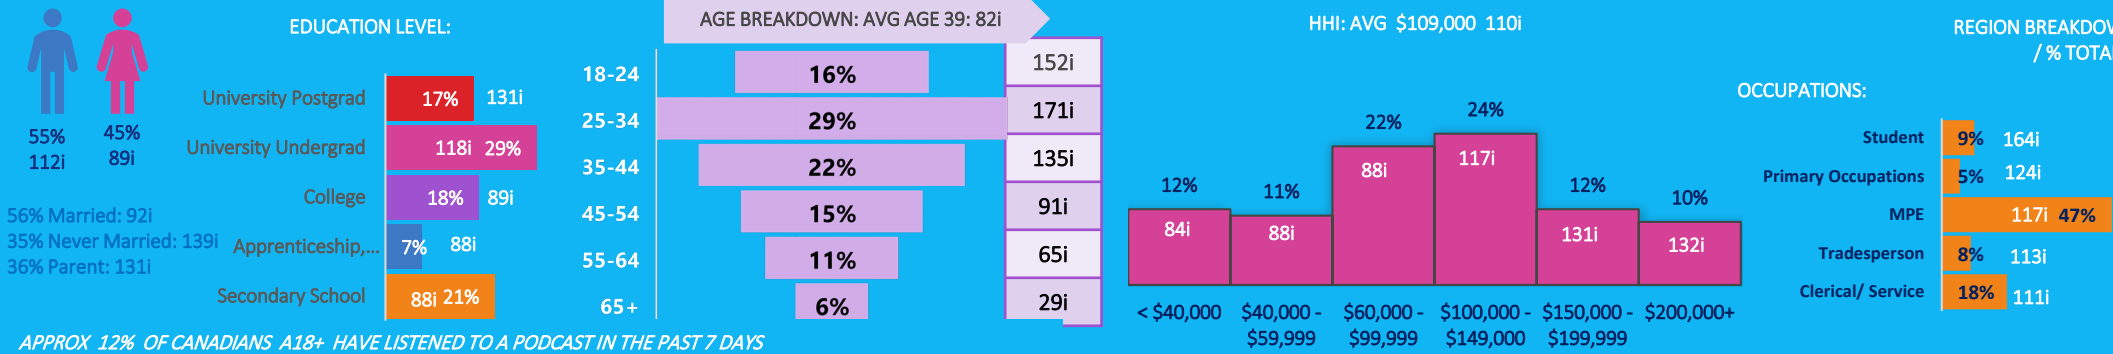 55%
112i
45%
89i
56% Married: 92i
35% Never Married: 139i
36% Parent: 131i
EDUCATION LEVEL:
University Postgrad 17% 131i
University Undergrad 118i 29%
College 18% 89i
Apprenticeship,... 7% 88i
Secondary School 88i 21%
APPROX 12% OF CANADIANS A18+ HAVE LISTENED TO A PODCAST IN THE PAST 7 DAYS
AGE BREAKDOWN: AVG AGE 39: 82i
18-24 16% 152i
25-34 29% 171i
35-44 22% 135i
45-54 15% 91i
55-64 11% 65i
65+ 6% 29i
HHI: AVG $109,000 110i
12% 11% 22% 24% 12% 10%
84i 88i 88i 117i 131i 132i
< $40,000 $40,000 - $59,999 $60,000 - $99,999 $100,000 - $149,000 $150,000 - $199,999 $200,000+
REGION BREAKDOW
/ % TOTA
OCCUPATIONS:
Student 9% 164i
Primary Occupations 5% 124i
MPE 117i 47%
Tradesperson 8% 113i
Clerical/ Service 18% 111i